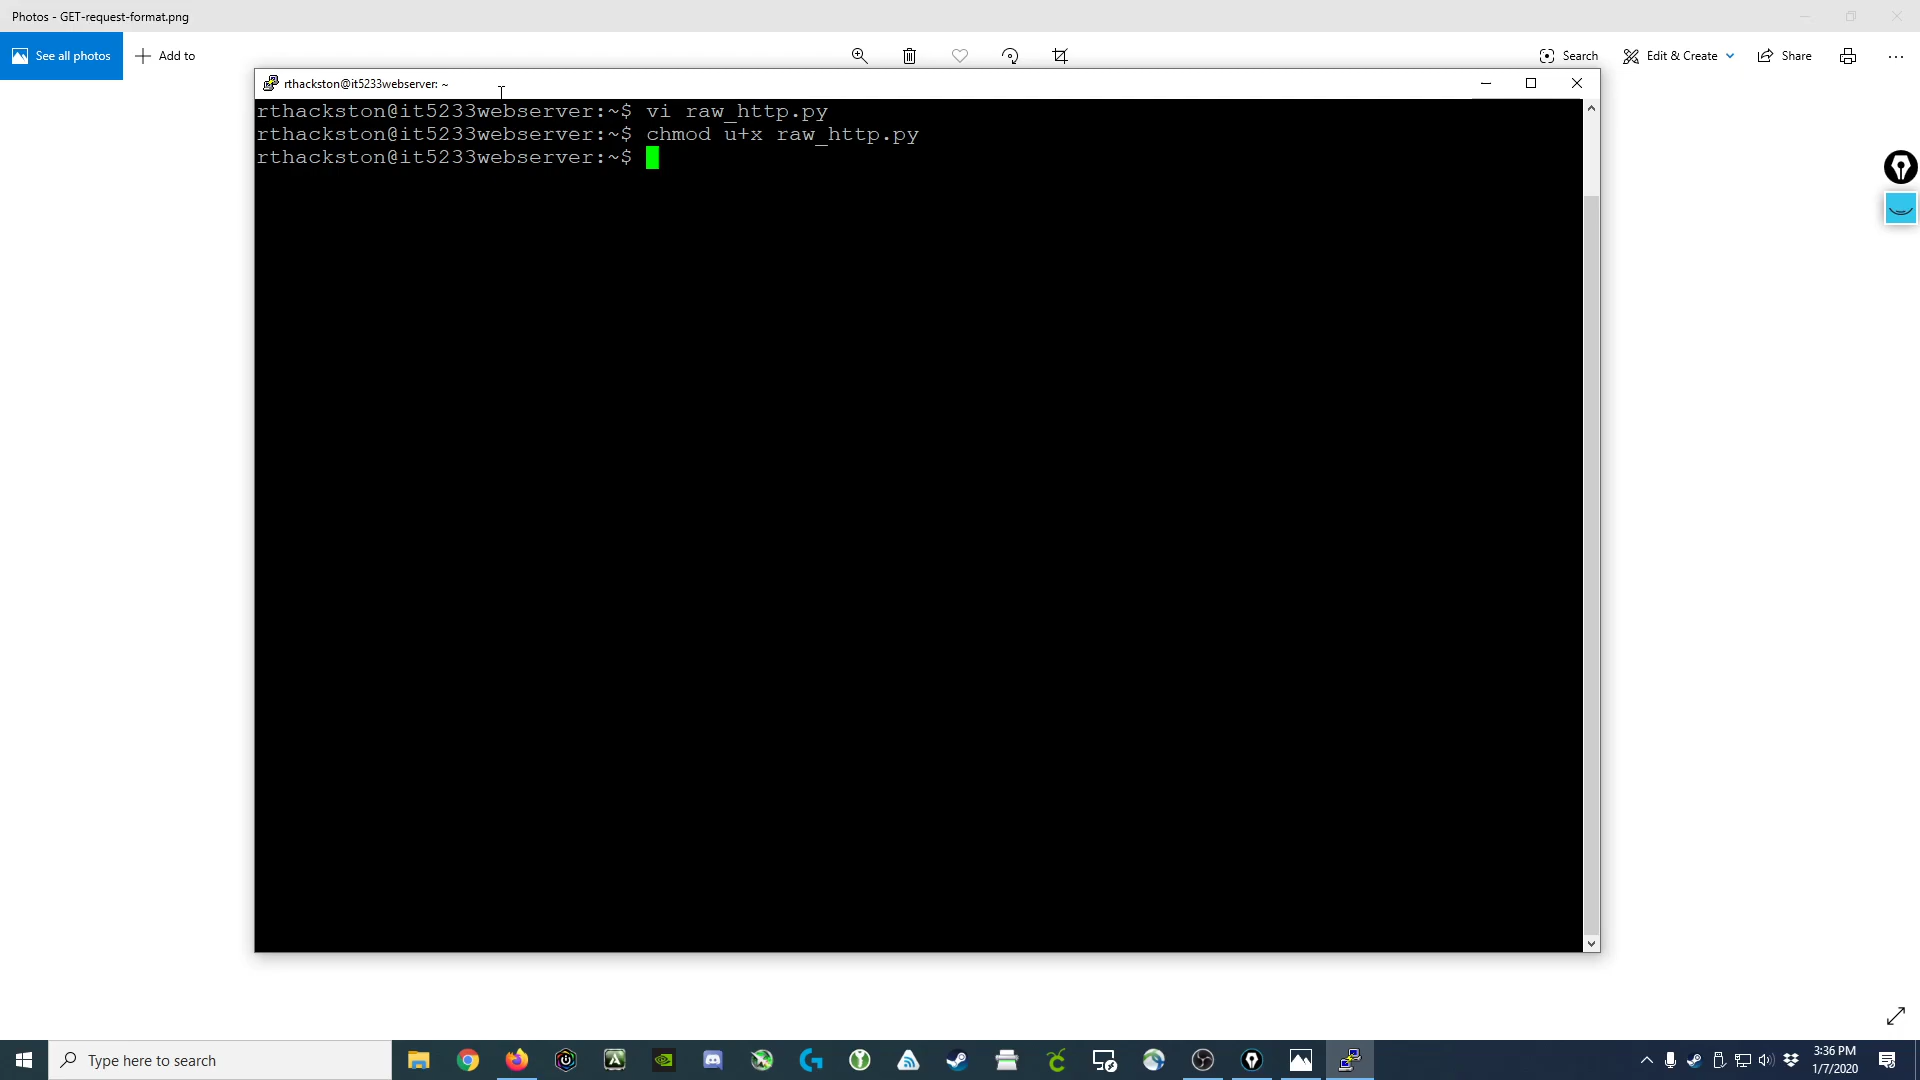 Photos - GET-request-format.png
See all photos
Add to
Search
Edit & Create
Share
rthackston@it5233webserver: ~
rthackston@it5233webserver:~$ vi raw_http.py
rthackston@it5233webserver:~$ chmod u+x raw_http.py
rthackston@it5233webserver:~$
Type here to search
3:36 PM
1/7/2020